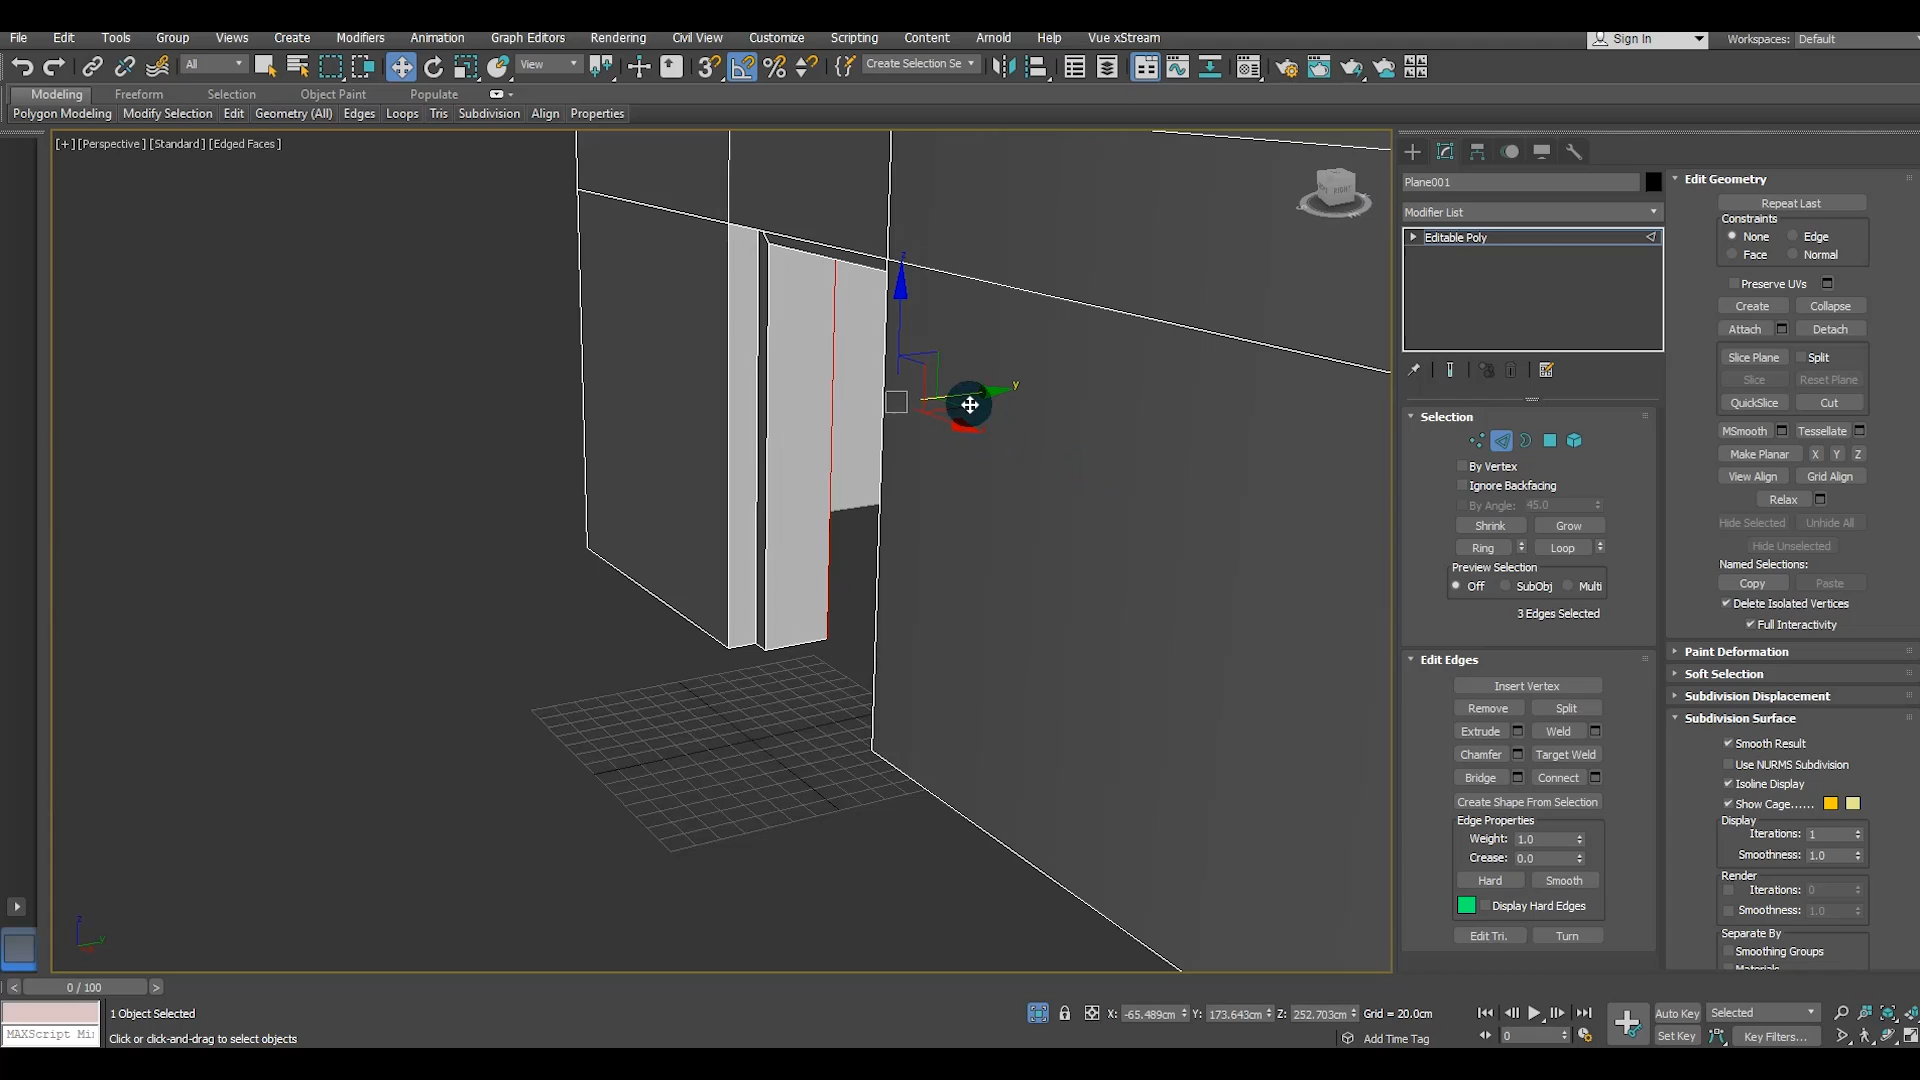 File Edit Tools Group Views Create Modifiers Animation Graph Editors Rendering Civil View Customize Scripting Content Arnold Help Vue xStream
Sign In Workspaces: Default
All View Create Selection Se
Modeling Freeform Selection Object Paint Populate
Polygon Modeling Modify Selection Edit Geometry (All) Edges Loops Tris Subdivision Align Properties
[+] [Perspective] [Standard] [Edged Faces]
RIGHT
z
y
Plane001
Modifier List
Editable Poly
Selection
By Vertex
Ignore Backfacing
By Angle: 45.0
Shrink Grow
Ring Loop
Preview Selection
Off SubObj Multi
3 Edges Selected
Edit Edges
Insert Vertex
Remove Split
Extrude Weld
Chamfer Target Weld
Bridge Connect
Create Shape From Selection
Edge Properties
Weight: 1.0
Crease: 0.0
Hard Smooth
Display Hard Edges
Edit Tri. Turn
Edit Geometry
Repeat Last
Constraints
None Edge
Face Normal
Preserve UVs
Create Collapse
Attach Detach
Slice Plane Split
Slice Reset Plane
QuickSlice Cut
MSmooth Tessellate
Make Planar X Y Z
View Align Grid Align
Relax
Hide Selected Unhide All
Hide Unselected
Named Selections:
Copy Paste
Delete Isolated Vertices
Full Interactivity
Paint Deformation
Soft Selection
Subdivision Displacement
Subdivision Surface
Smooth Result
Use NURMS Subdivision
Isoline Display
Show Cage......
Display
Iterations: 1
Smoothness: 1.0
Render
Iterations: 0
Smoothness: 1.0
Separate By
Smoothing Groups
Materials
z
y
< 0 / 100 >
1 Object Selected
X: -65.489cm Y: 173.643cm Z: 252.703cm Grid = 20.0cm
Auto Key Selected
MAXScript Mi
Click or click-and-drag to select objects
Add Time Tag
0
Set Key Key Filters...